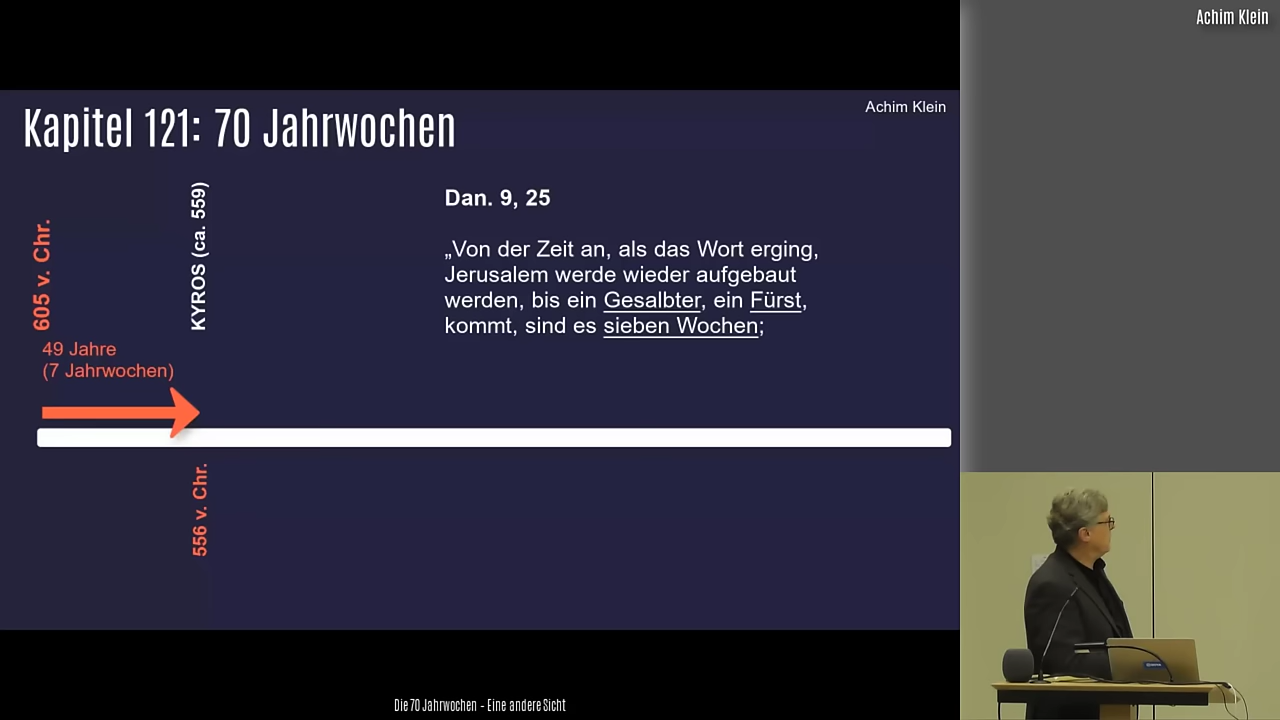 Achim Klein
Kapitel 121: 70 Jahrwochen
Achim Klein
605 v. Chr.
KYROS (ca. 559)
Dan. 9, 25
„Von der Zeit an, als das Wort erging,
Jerusalem werde wieder aufgebaut
werden, bis ein Gesalbter, ein Fürst,
kommt, sind es sieben Wochen;
49 Jahre
(7 Jahrwochen)
556 v. Chr.
Die 70 Jahrwochen - Eine andere Sicht